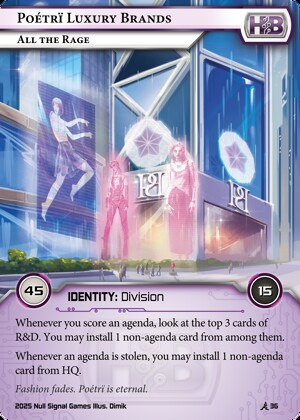 Poétrï Luxury Brands
All the Rage
HB
H
H
45
IDENTITY: Division
15
Whenever you score an agenda, look at the top 3 cards of
R&D. You may install 1 non-agenda card from among them.
Whenever an agenda is stolen, you may install 1 non-agenda
card from HQ.
Fashion fades. Poétrï is eternal.
2025 Null Signal Games Illus. Dimik
36